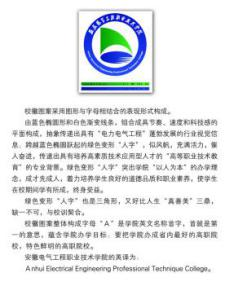 校徽图案采用图形与字母相结合的表现形式构成。
由蓝色椭圆形和白色渐变线条，组合成具节奏、速度和科技感的
平面构成，抽象传递出具有“电力电气工程”蓬勃发展的行业视觉信
息，跨越蓝色椭圆跃起的绿色变形“人字”，似风帆，充满活力，催
人奋进，传递出具有培养高素质技术应用型人才的“高等职业技术教
育”的专业背景。绿色变形“人字”突出学院“以人为本”的办学理
念，成才先成人，着力培养学生良好的道德品质和职业素养，使学生
在校期间学有所成，终身受益。
绿色变形“人字”也是三角形，又好比人生“真善美”三鼎，
缺一不可，与校训契合。
校徽图案整体构成字母“A”是学院英文名称首字，首就是第
一的意思，蕴含学院办学目标：要把学院办成省内最好的高职院
校，特色鲜明的高职院校。
安徽电气工程职业技术学院的英译为：
Anhui Electrical Engineering Professional Technique College。